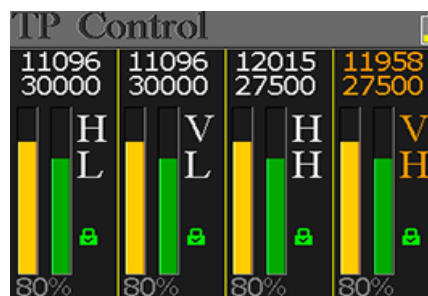 TP Control
11096 11096 12015 11958
30000 30000 27500 27500
H V H V
L L H H
80% 80% 80% 80%